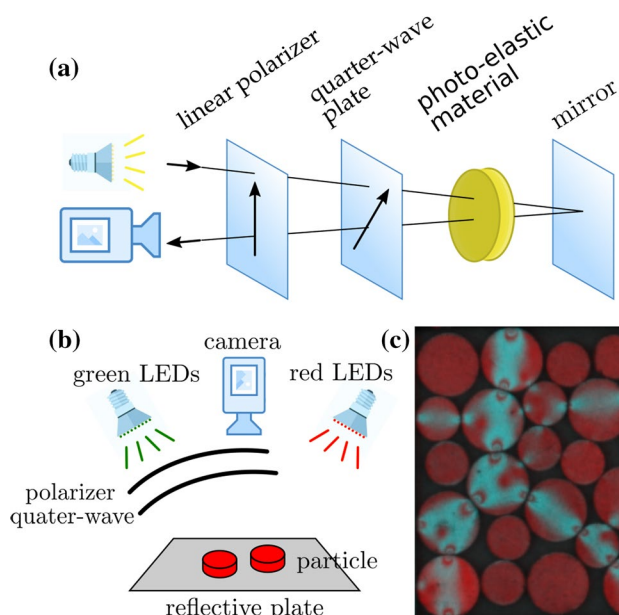 (a)
linear polarizer
quarter-wave
plate
photo-elastic
material
mirror
(b)
camera
(c)
green LEDs
red LEDs
polarizer
quater-wave
particle
reflective plate